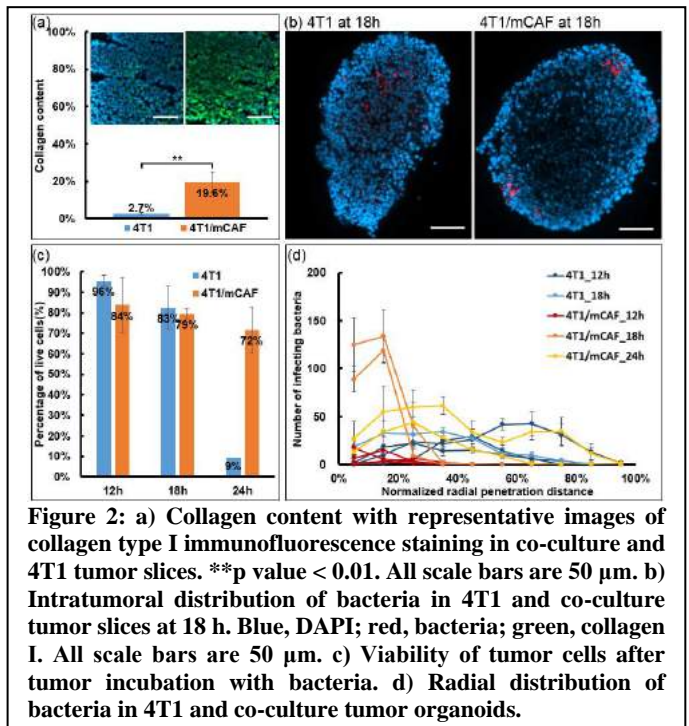 (a)
100%
80%
60%
40%
20%
0%
Collagen content
**
2.7%
19.6%
4T1
4T1/mCAF
(b) 4T1 at 18h
4T1/mCAF at 18h
(c)
100%
90%
80%
70%
60%
50%
40%
30%
20%
10%
0%
Percentage of live cells(%)
4T1
4T1/mCAF
96%
84%
83%
79%
9%
72%
12h
18h
24h
(d)
200
150
100
50
0
Number of infecting bacteria
4T1_12h
4T1_18h
4T1/mCAF_12h
4T1/mCAF_18h
4T1/mCAF_24h
0%
20%
40%
60%
80%
100%
Normalized radial penetration distance
Figure 2: a) Collagen content with representative images of
collagen type I immunofluorescence staining in co-culture and
4T1 tumor slices. **p value < 0.01. All scale bars are 50 μm. b)
Intratumoral distribution of bacteria in 4T1 and co-culture
tumor slices at 18 h. Blue, DAPI; red, bacteria; green, collagen
I. All scale bars are 50 μm. c) Viability of tumor cells after
tumor incubation with bacteria. d) Radial distribution of
bacteria in 4T1 and co-culture tumor organoids.